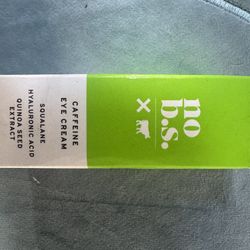 no
b.s.
CAFFEINE
EYE CREAM
SQUALANE
HYALURONIC ACID
QUINOA SEED
EXTRACT